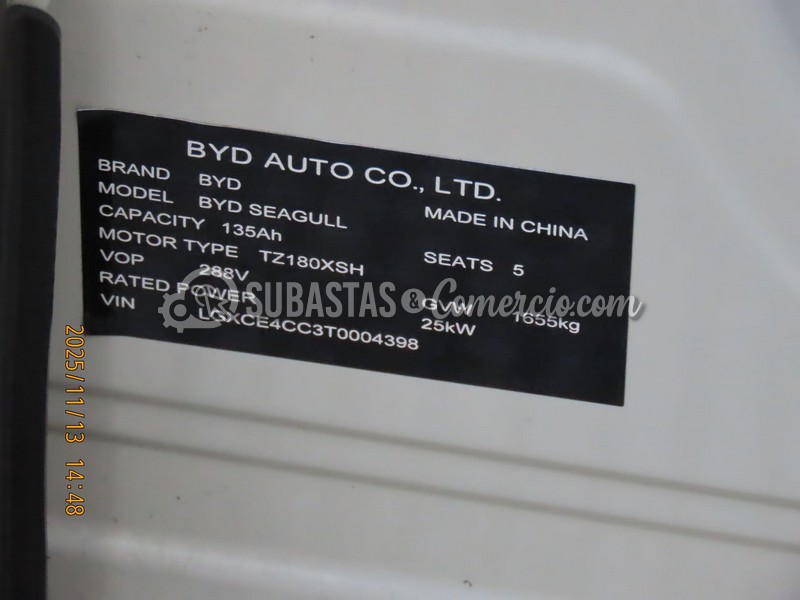 BYD AUTO CO., LTD.
BRAND BYD
MODEL BYD SEAGULL MADE IN CHINA
CAPACITY 135Ah
MOTOR TYPE TZ180XSH SEATS 5
VOP 288V GVW 1655kg
RATED POWER 25kW
VIN LGXCE4CC3T0004398
SUBASTAS & Comercio.com
2025/11/13 14:48